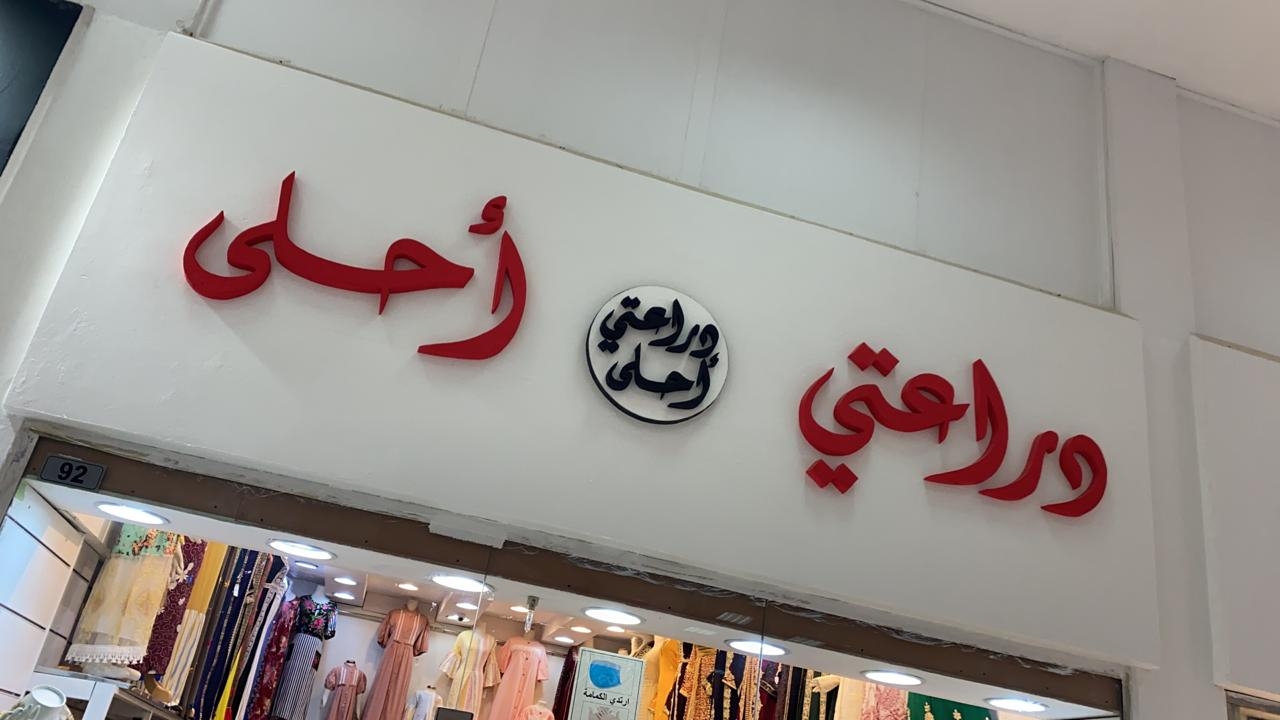 دراعتي أحلى
دراعتي
أحلى
92
ارتدي الكمامة